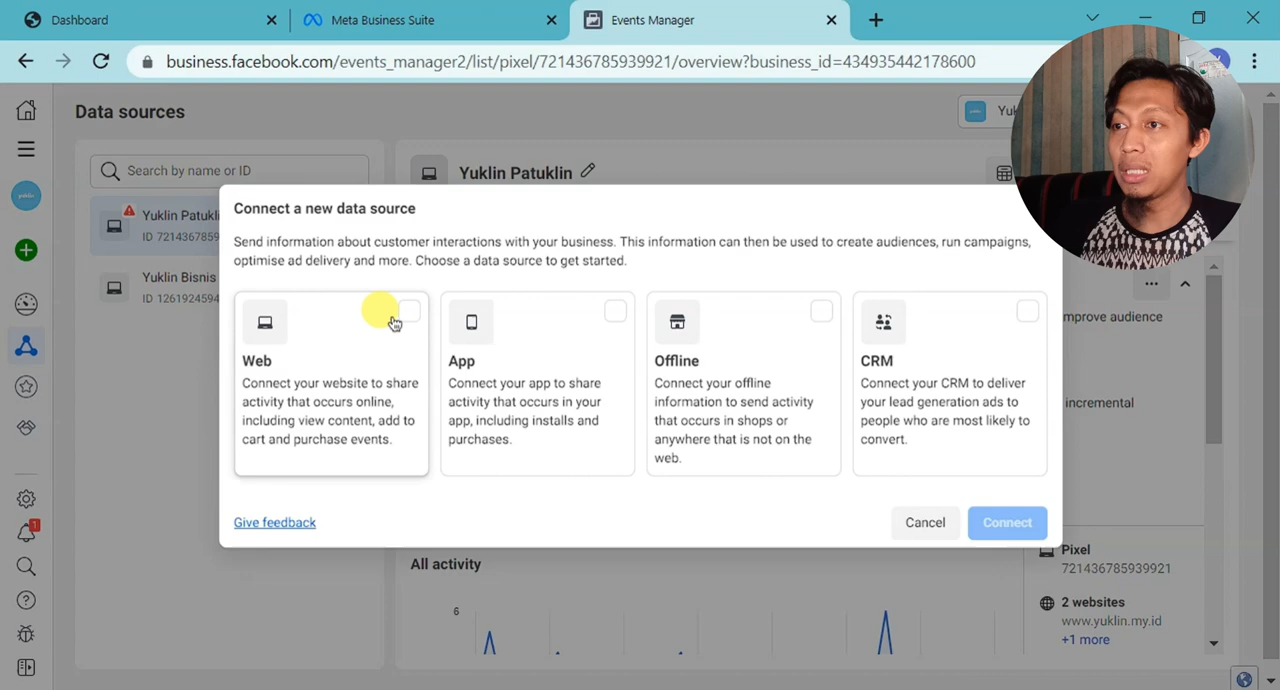 Dashboard
Meta Business Suite
Events Manager
business.facebook.com/events_manager2/list/pixel/721436785939921/overview?business_id=434935442178600
Data sources
Search by name or ID
Yuklin Patuklin
Connect a new data source
Send information about customer interactions with your business. This information can then be used to create audiences, run campaigns,
optimise ad delivery and more. Choose a data source to get started.
Web
Connect your website to share
activity that occurs online,
including view content, add to
cart and purchase events.
App
Connect your app to share
activity that occurs in your
app, including installs and
purchases.
Offline
Connect your offline
information to send activity
that occurs in shops or
anywhere that is not on the
web.
CRM
Connect your CRM to deliver
your lead generation ads to
people who are most likely to
convert.
Give feedback
Cancel
Connect
Yuklin Patukli
ID 7214367859
Yuklin Bisnis
ID 1261924594
mprove audience
incremental
All activity
6
Pixel
721436785939921
2 websites
www.yuklin.my.id
+1 more
1